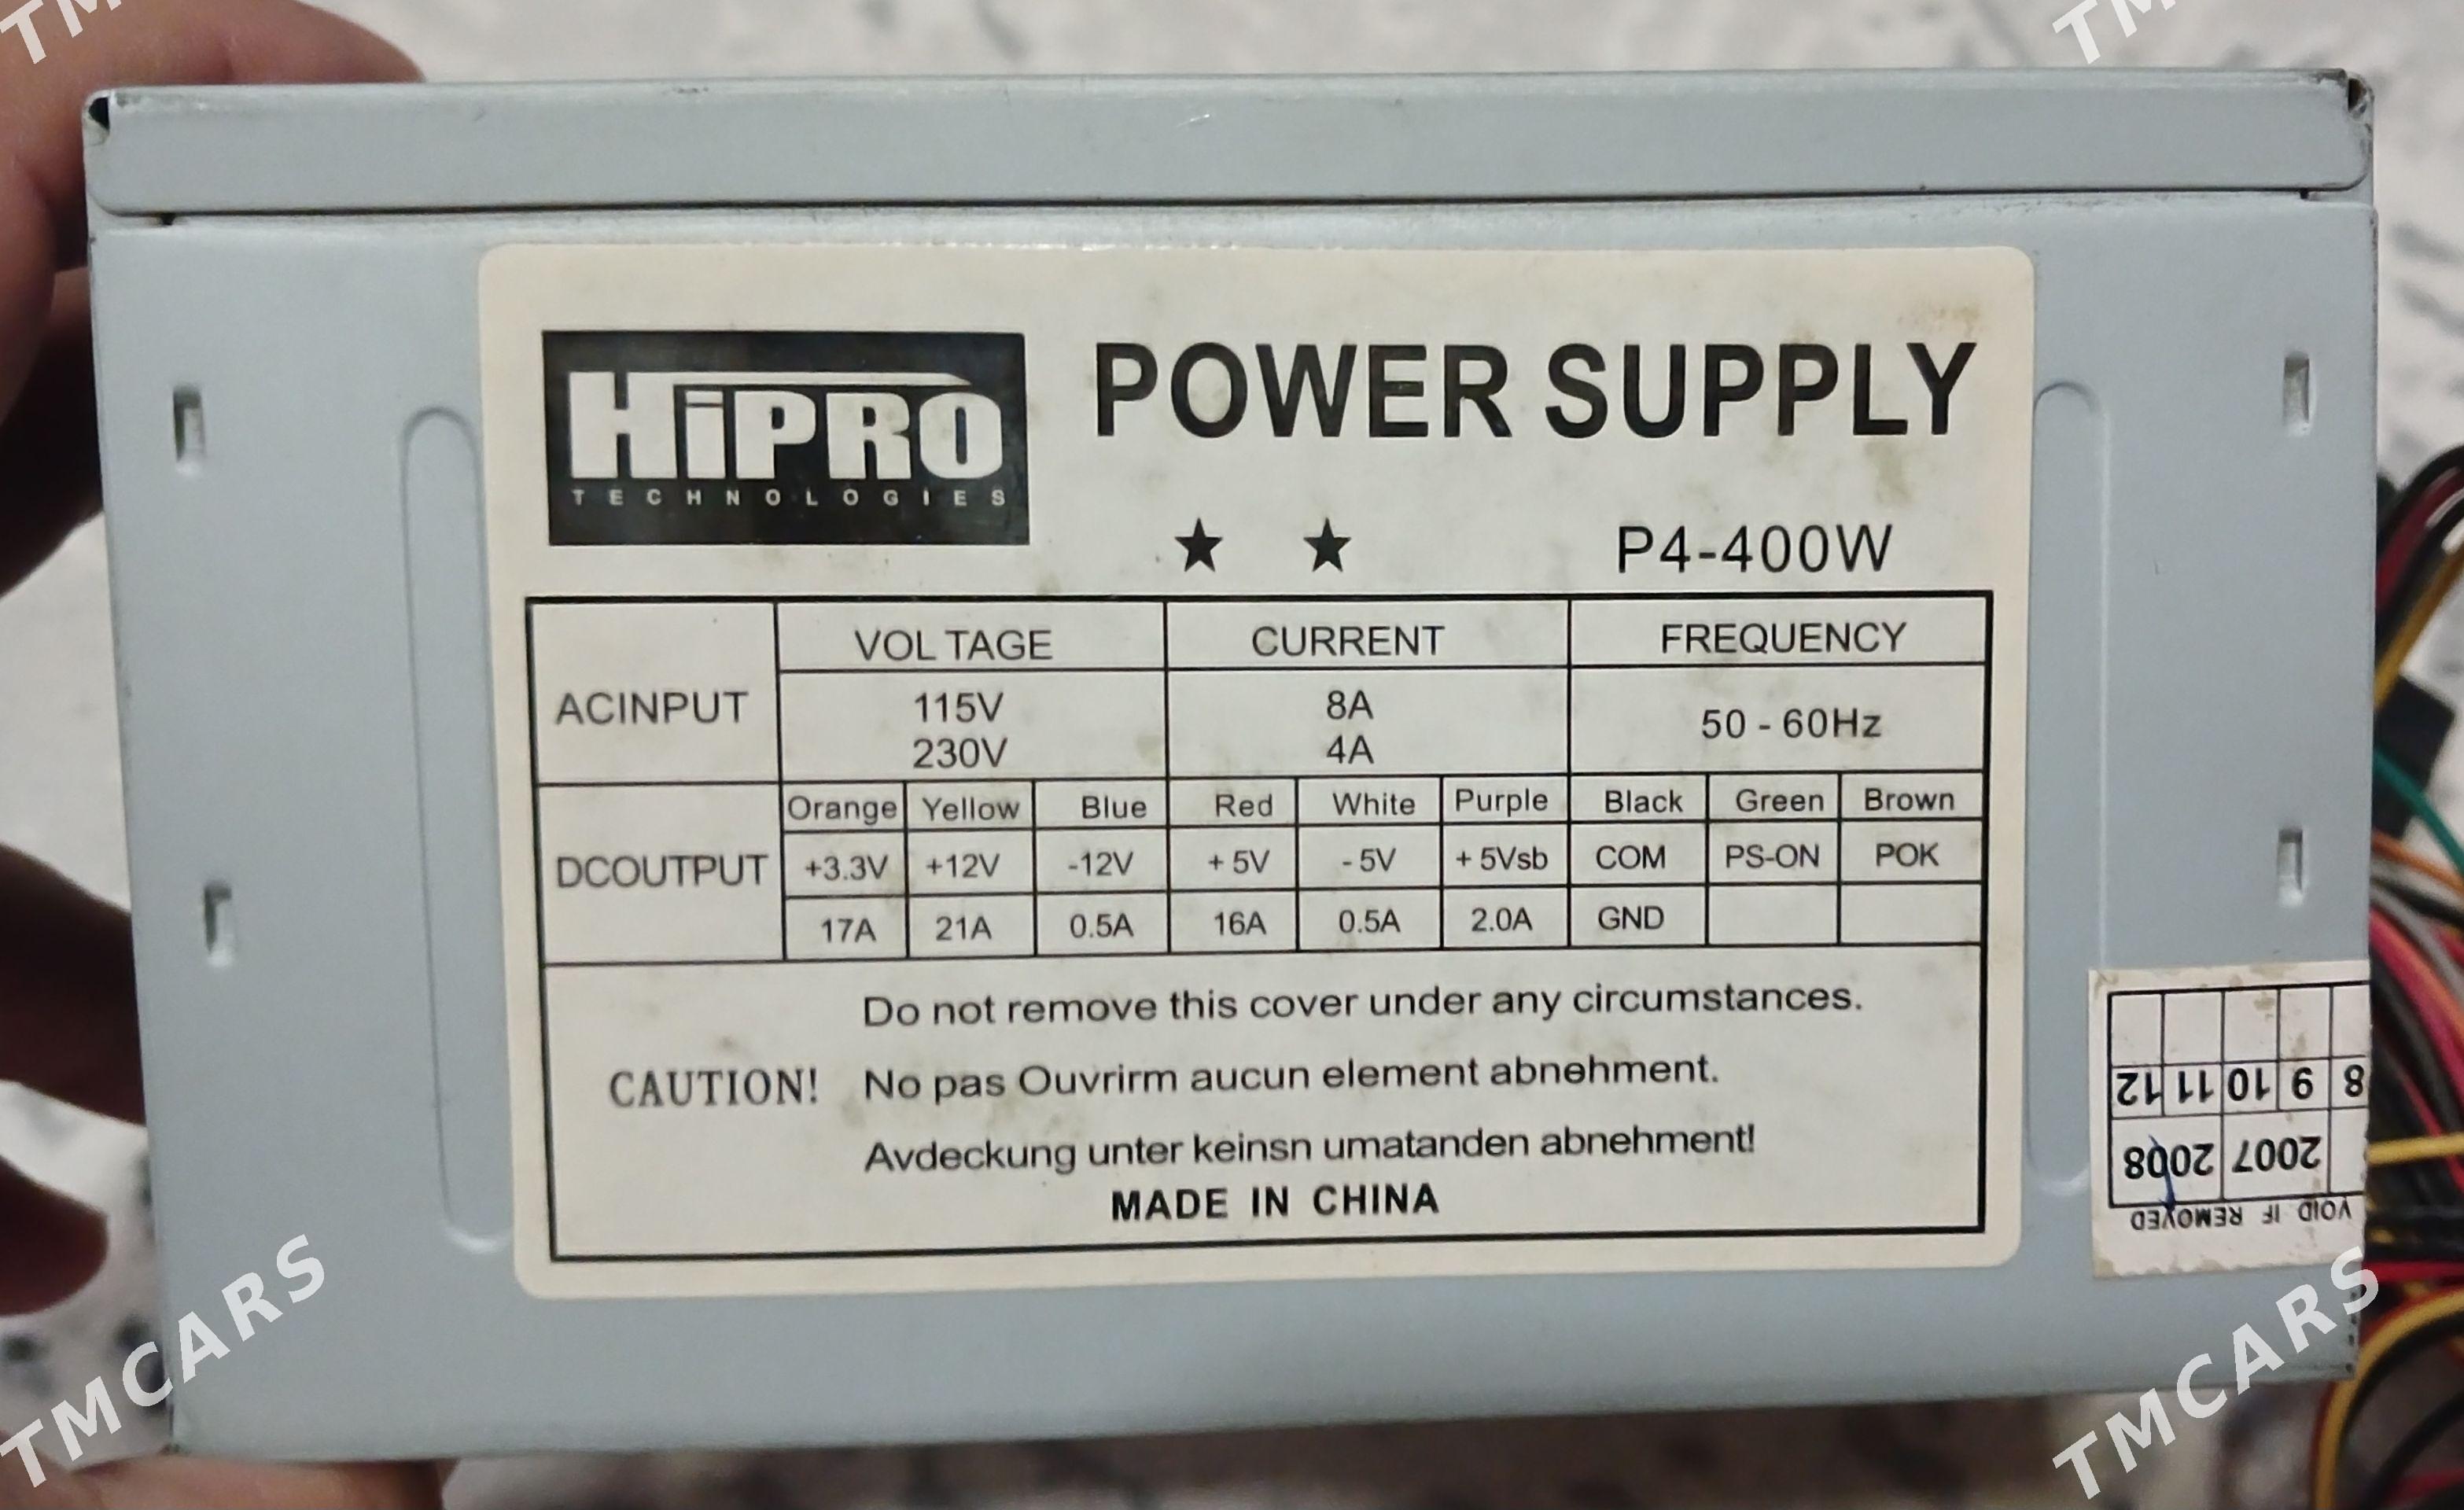 TM
TM
HiPRO
TECHNOLOGIES
POWER SUPPLY
★ ★ P4-400W
VOL TAGE CURRENT FREQUENCY
ACINPUT 115V 8A 50 - 60Hz
230V 4A
Orange Yellow Blue Red White Purple Black Green Brown
DCOUTPUT +3.3V +12V -12V +5V -5V +5Vsb COM PS-ON POK
17A 21A 0.5A 16A 0.5A 2.0A GND
Do not remove this cover under any circumstances.
CAUTION! No pas Ouvrirm aucun element abnehment.
Avdeckung unter keinsn umatanden abnehment!
MADE IN CHINA
VOID IF REMOVED
2007 2008
8 9 10 11 12
TMCARS
TMCARS